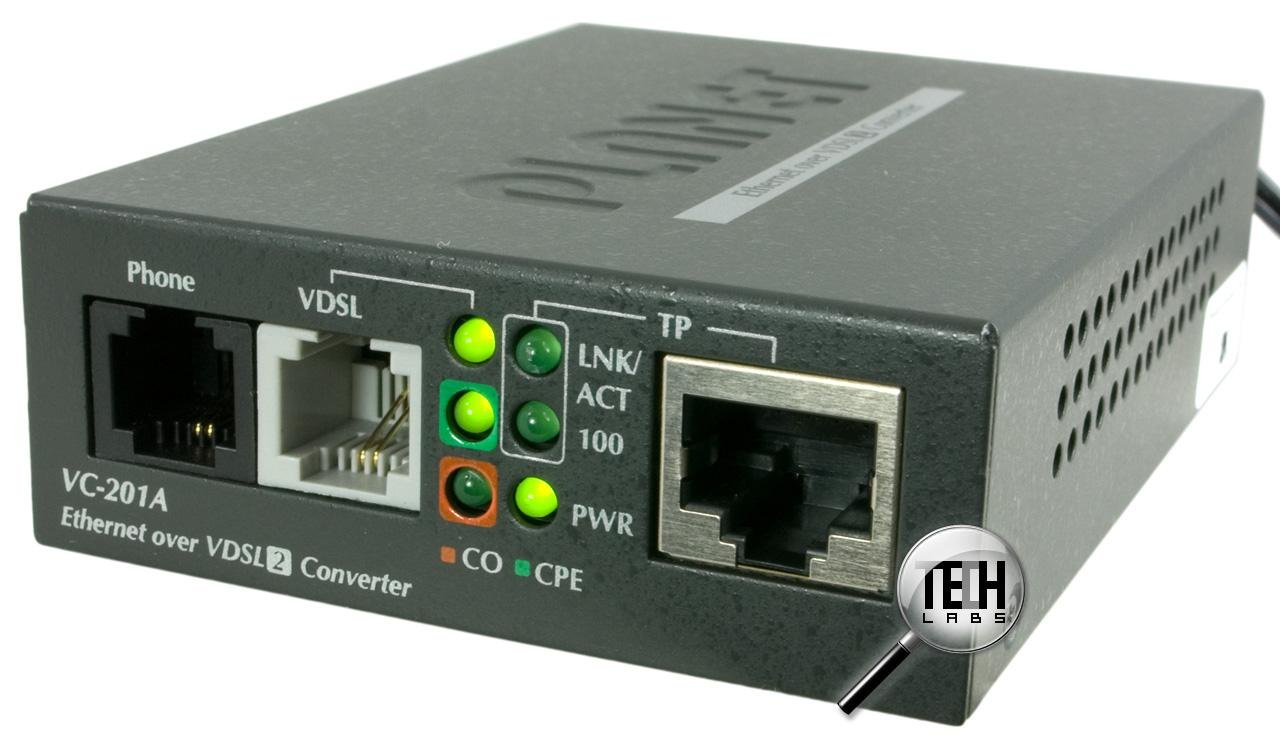 PLANET
Ethernet over VDSL2 Converter
Phone
VDSL
TP
LNK/
ACT
100
PWR
VC-201A
Ethernet over VDSL2 Converter
CO CPE
TECH
LABS